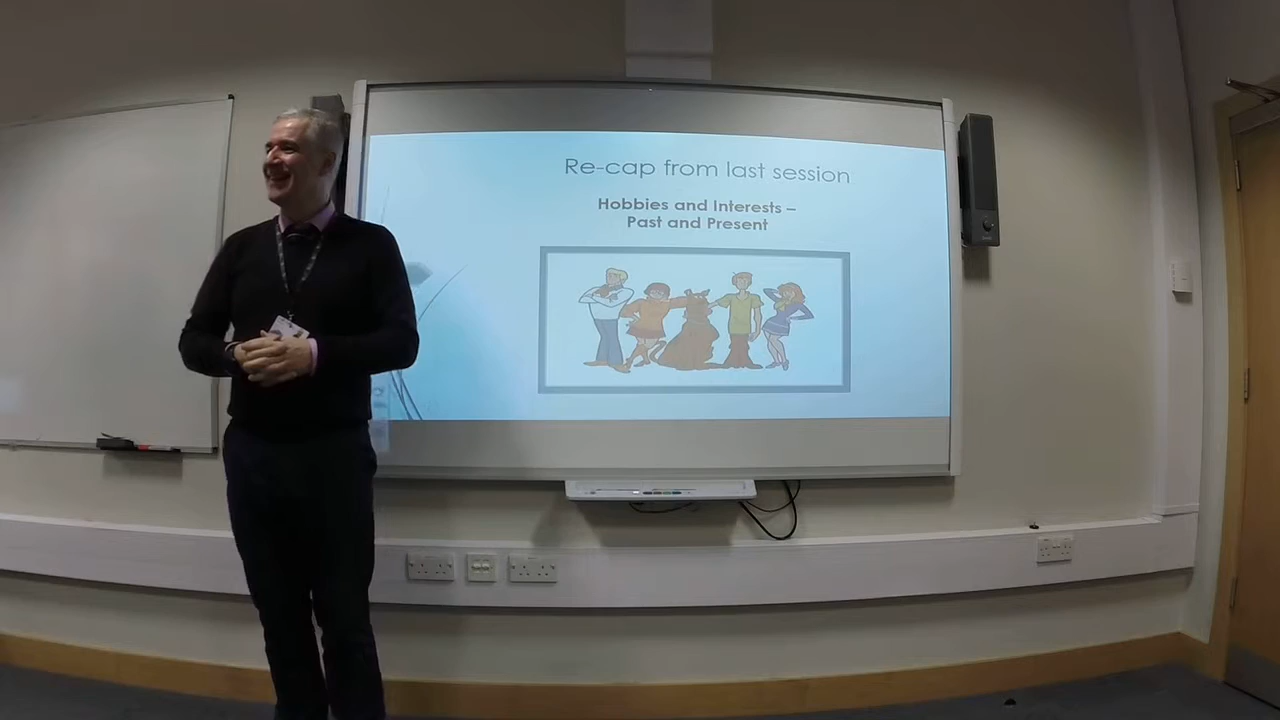 Re-cap from last session
Hobbies and Interests –
Past and Present